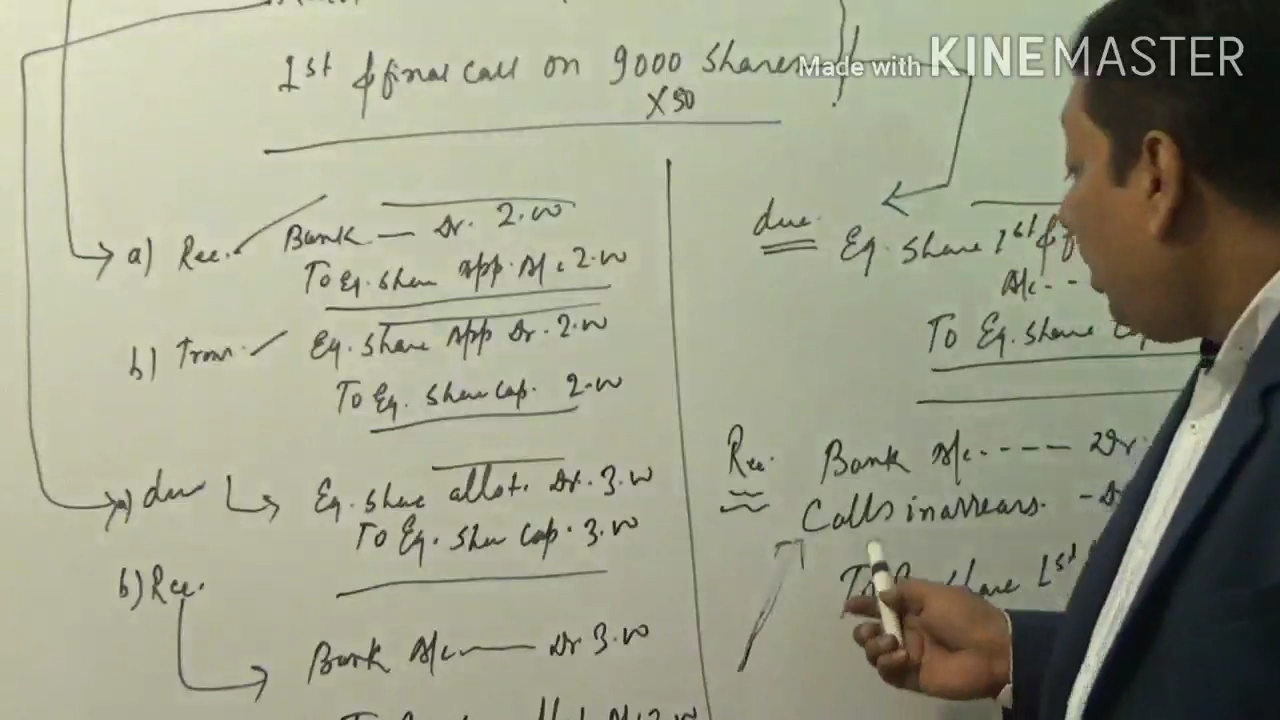 1st & final call on 9000 Shares
Made with KINEMASTER
X 50
a) Rec. Bank — Dr. 2.w
To Eq. Share App. A/c 2.w
b) Tran. Eq. Share App Dr. 2.w
To Eq. Share Cap. 2.w
a) due Eq. Share allot. Dr. 3.w
To Eq. Share Cap. 3.w
b) Rec.
Bank A/c — Dr 3.w
due. Eq. Share 1st &
A/c. - -
To Eq. Share
Rec. Bank A/c. - - - - Dr.
Calls in arrears. -
Share 1st